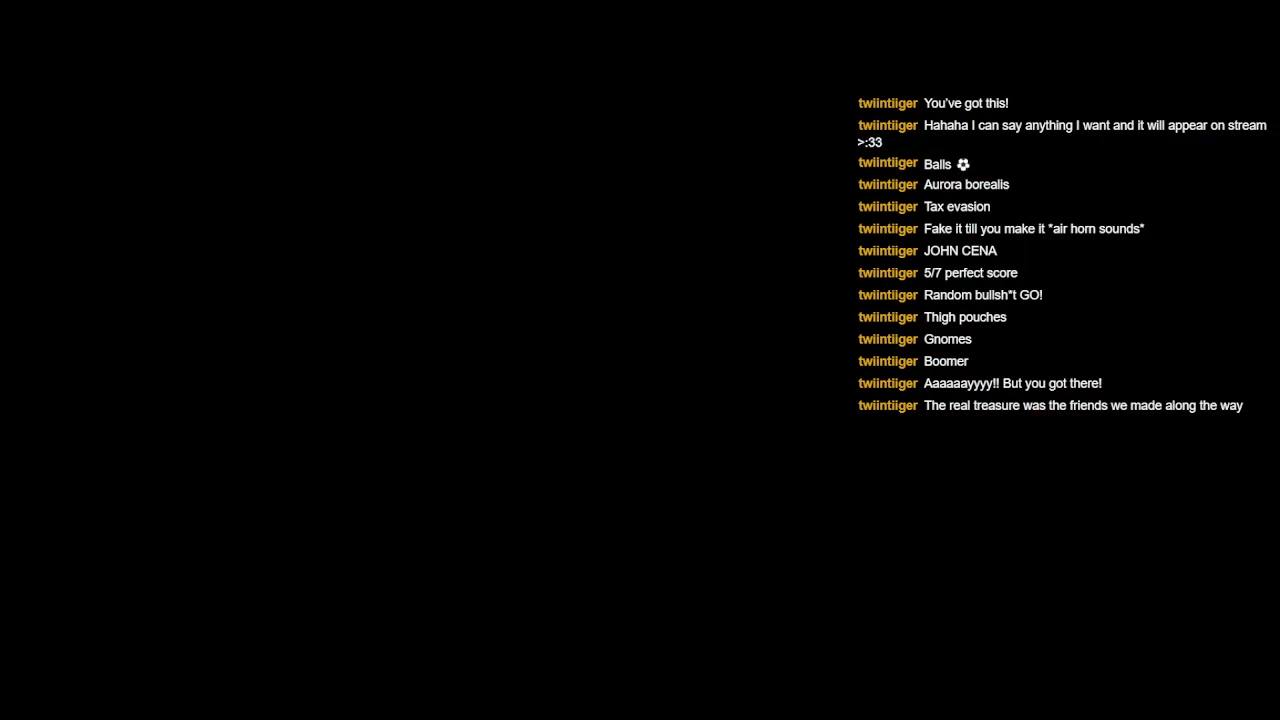 twiintiiger You've got this!
twiintiiger Hahaha I can say anything I want and it will appear on stream
>:33
twiintiiger Balls ⚽
twiintiiger Aurora borealis
twiintiiger Tax evasion
twiintiiger Fake it till you make it *air horn sounds*
twiintiiger JOHN CENA
twiintiiger 5/7 perfect score
twiintiiger Random bullsh*t GO!
twiintiiger Thigh pouches
twiintiiger Gnomes
twiintiiger Boomer
twiintiiger Aaaaaayyyy!! But you got there!
twiintiiger The real treasure was the friends we made along the way